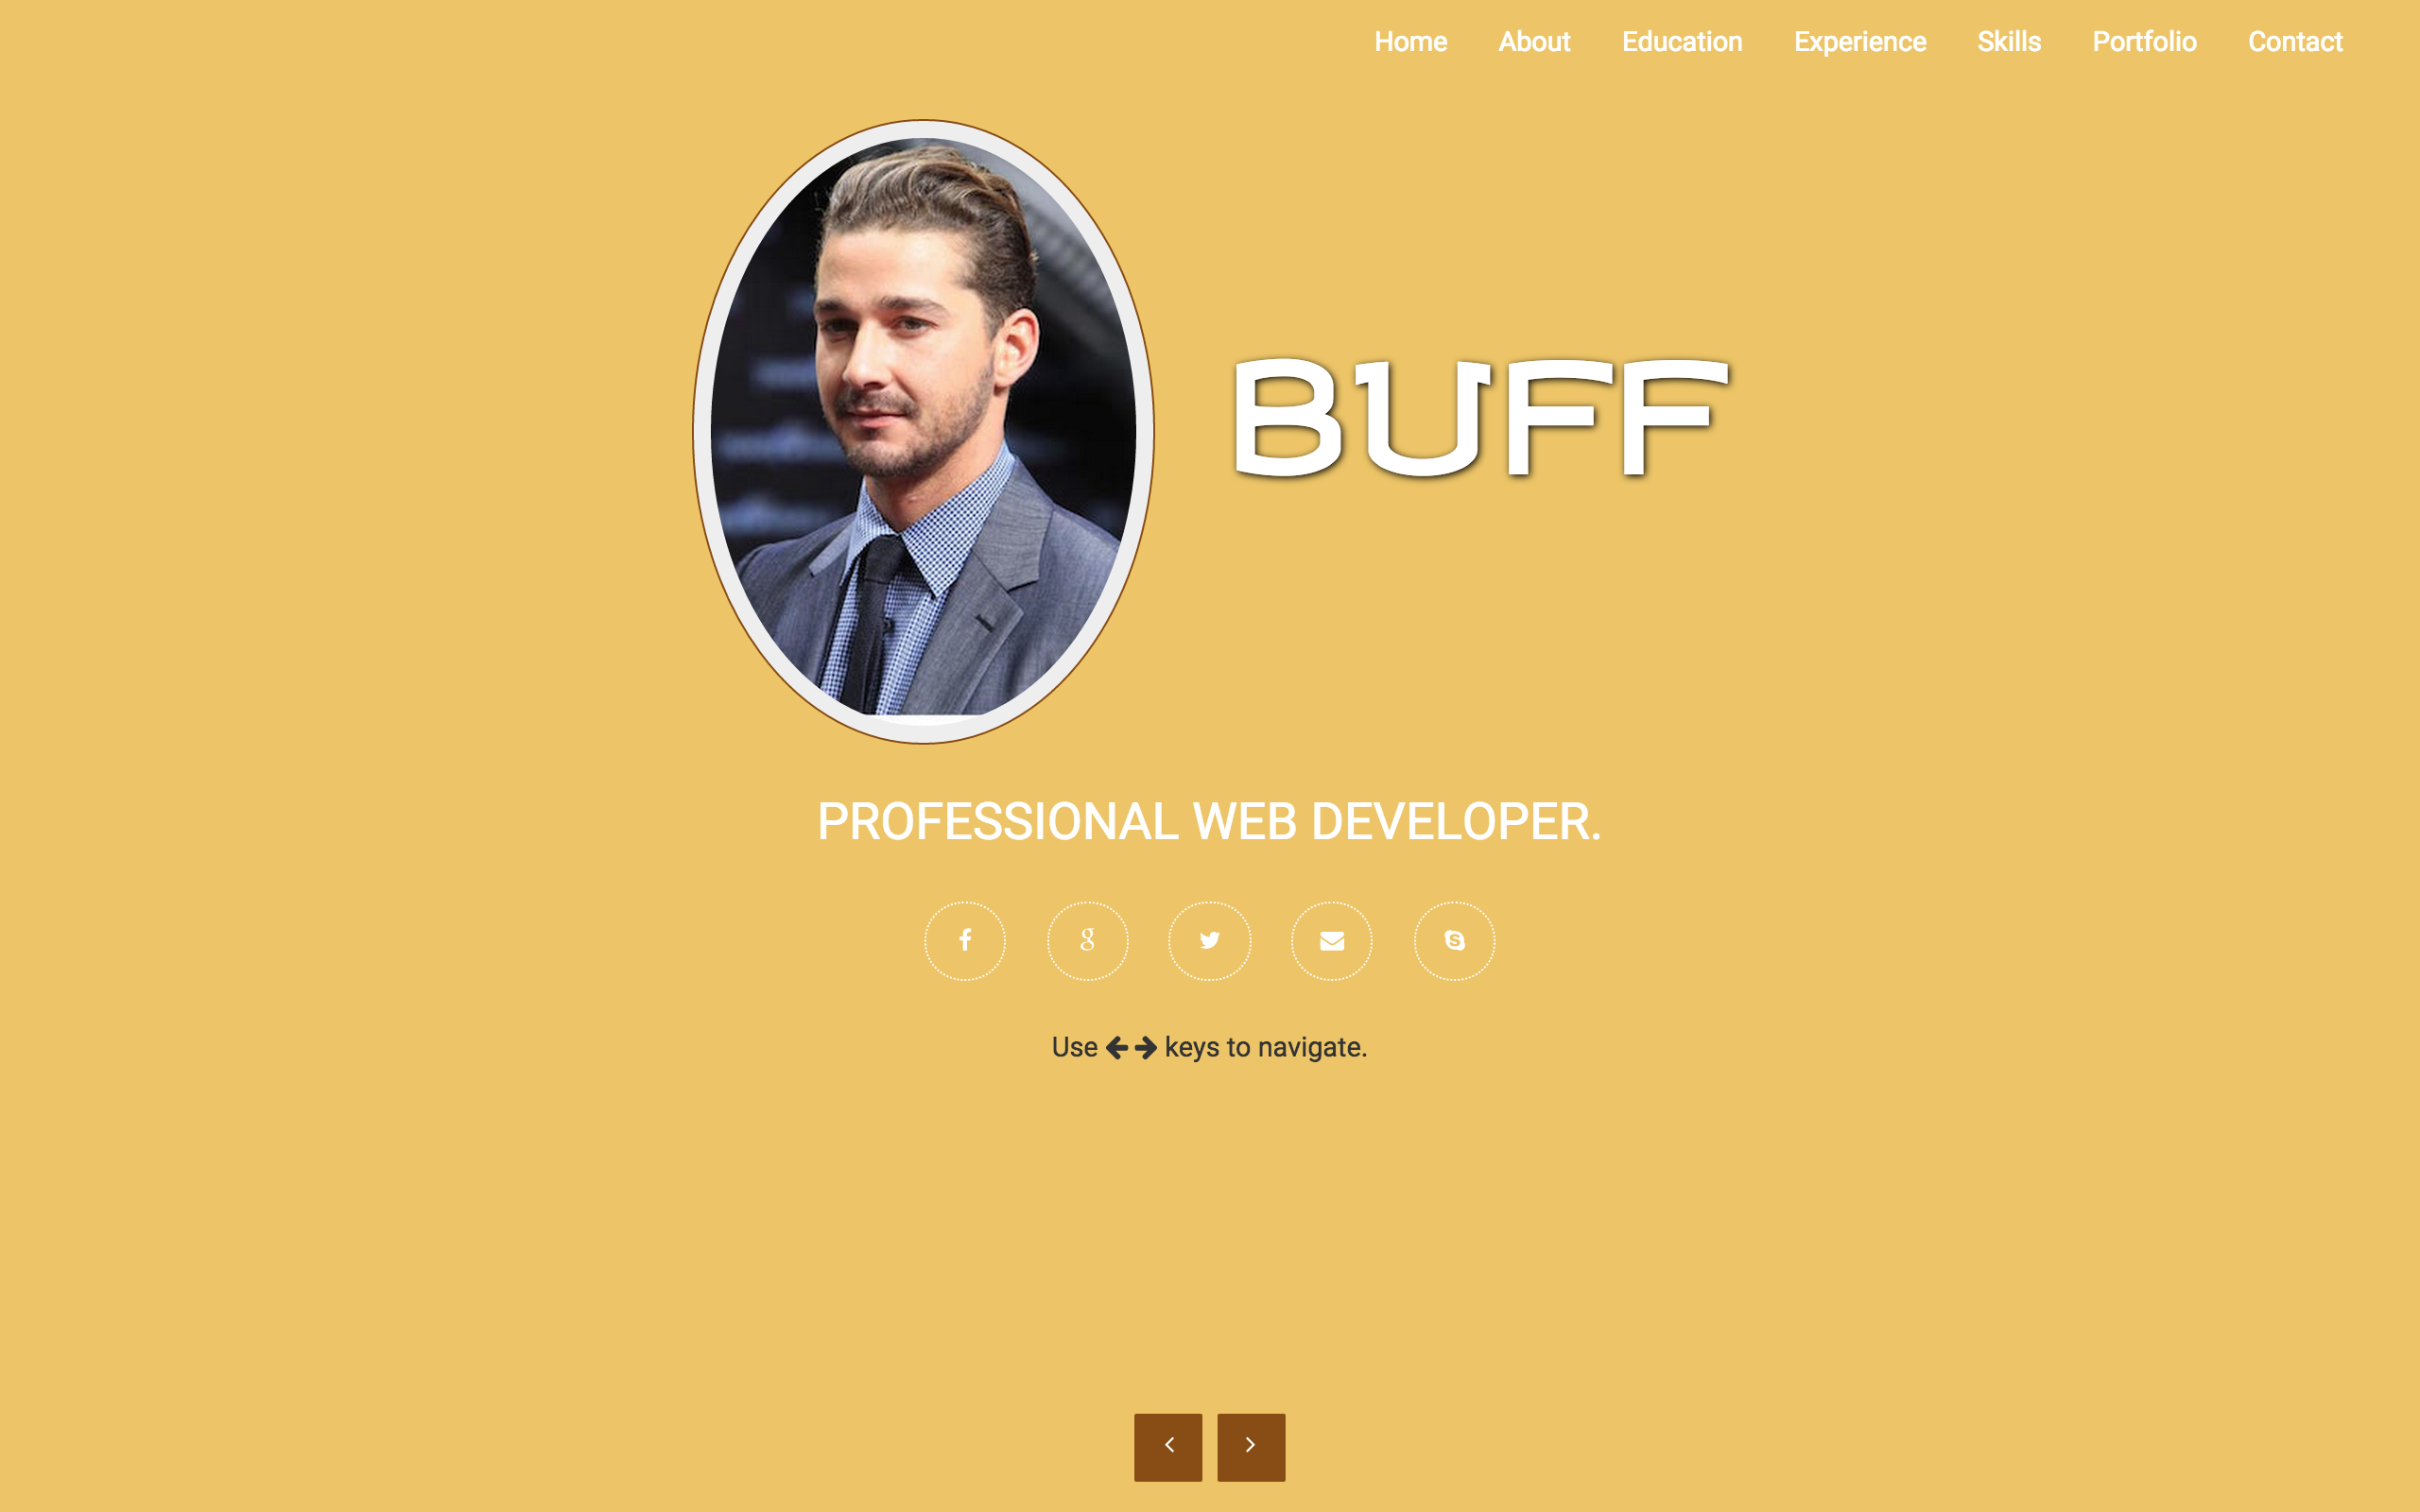 Home About Education Experience Skills Portfolio Contact
BUFF
PROFESSIONAL WEB DEVELOPER.
Use keys to navigate.